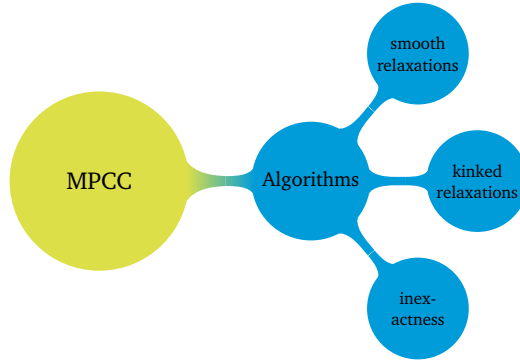 smooth
relaxations
MPCC
Algorithms
kinked
relaxations
inex-
actness